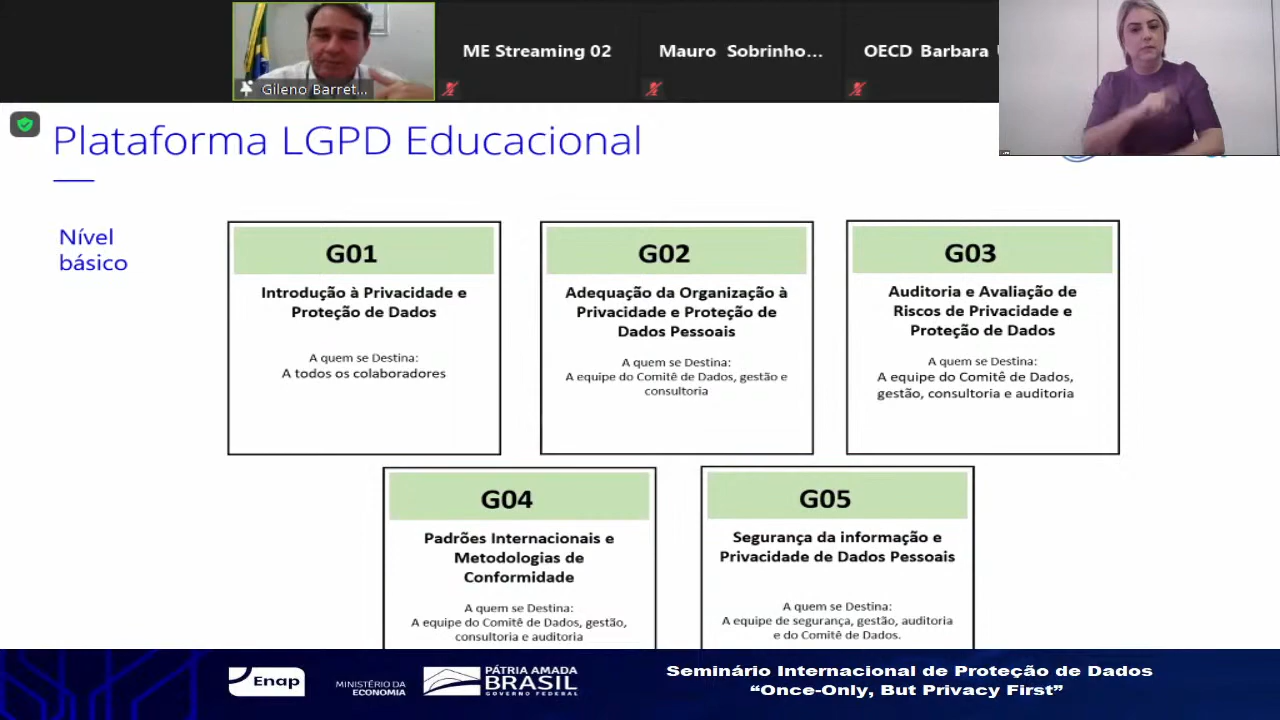 ME Streaming 02
Mauro Sobrinho...
OECD Barbara
Gileno Barret...
Plataforma LGPD Educacional
Nível
básico
G01
Introdução à Privacidade e
Proteção de Dados
A quem se Destina:
A todos os colaboradores
G02
Adequação da Organização à
Privacidade e Proteção de
Dados Pessoais
A quem se Destina:
A equipe do Comitê de Dados, gestão e
consultoria
G03
Auditoria e Avaliação de
Riscos de Privacidade e
Proteção de Dados
A quem se Destina:
A equipe do Comitê de Dados,
gestão, consultoria e auditoria
G04
Padrões Internacionais e
Metodologias de
Conformidade
A quem se Destina:
A equipe do Comitê de Dados, gestão,
consultoria e auditoria
G05
Segurança da informação e
Privacidade de Dados Pessoais
A quem se Destina:
A equipe de segurança, gestão, auditoria
e do Comitê de Dados.
Enap
MINISTÉRIO DA
ECONOMIA
PÁTRIA AMADA
BRASIL
GOVERNO FEDERAL
Seminário Internacional de Proteção de Dados
“Once-Only, But Privacy First”